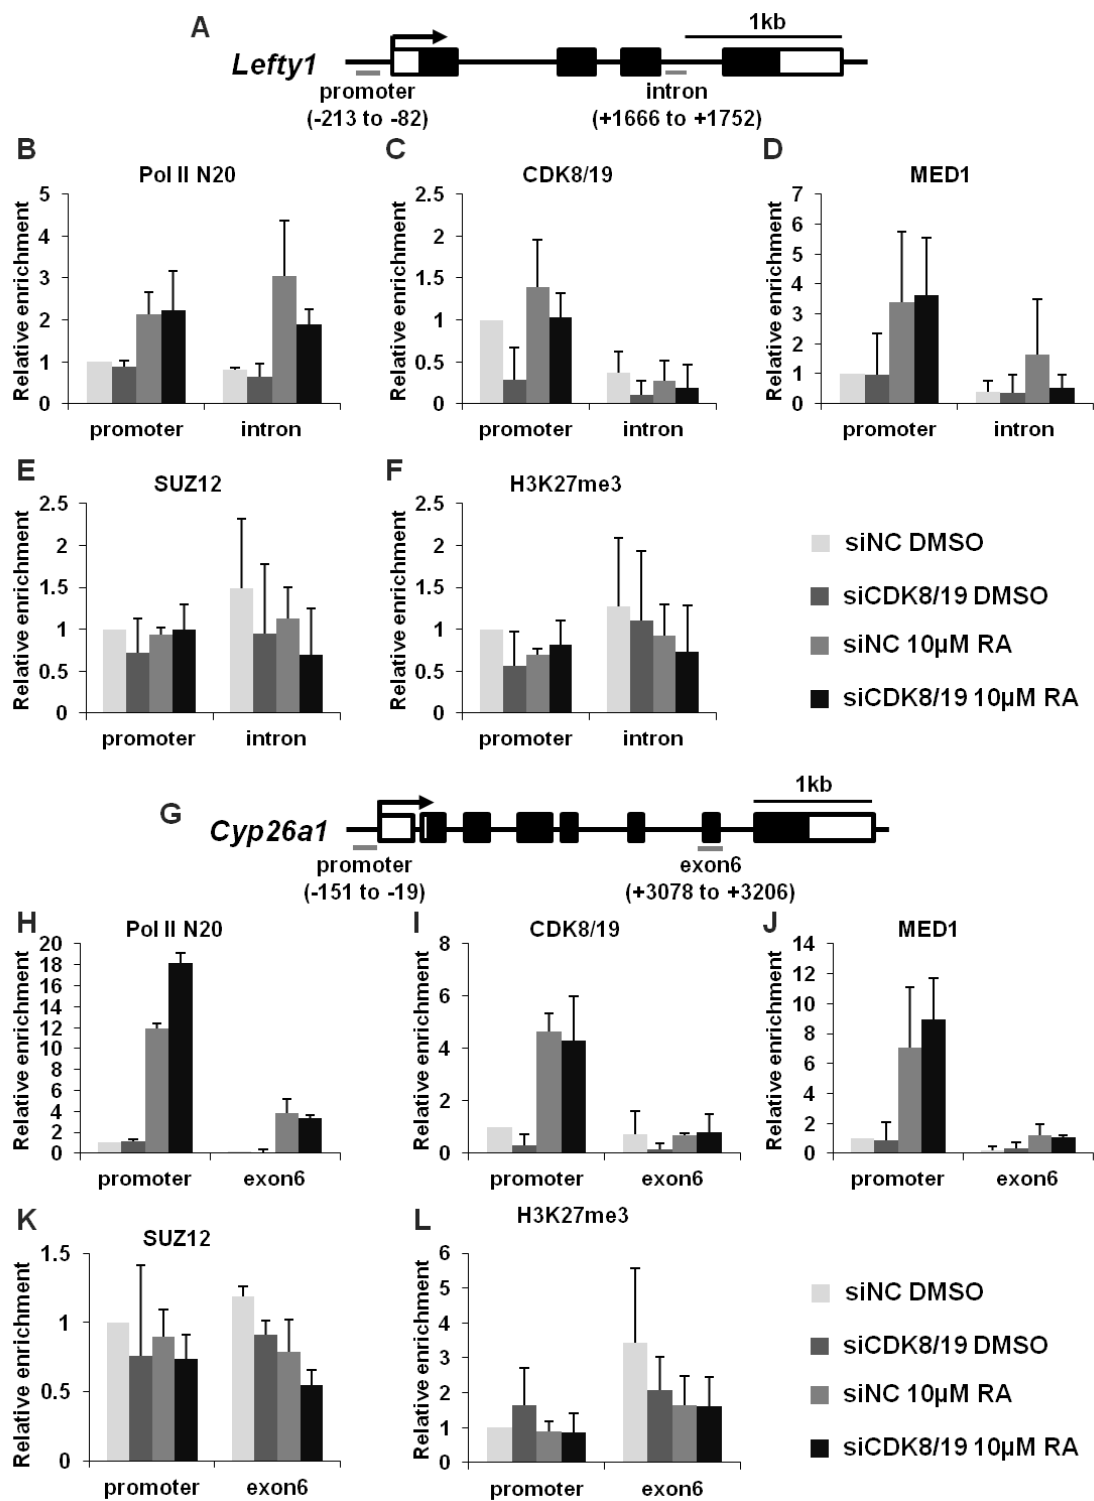 A
Lefty1
1kb
promoter
(-213 to -82)
intron
(+1666 to +1752)
B
Pol II N20
Relative enrichment
5
4
3
2
1
0
promoter
intron
C
CDK8/19
Relative enrichment
2.5
2
1.5
1
0.5
0
promoter
intron
D
MED1
Relative enrichment
7
6
5
4
3
2
1
0
promoter
intron
E
SUZ12
Relative enrichment
2.5
2
1.5
1
0.5
0
promoter
intron
F
H3K27me3
Relative enrichment
2.5
2
1.5
1
0.5
0
promoter
intron
siNC DMSO
siCDK8/19 DMSO
siNC 10µM RA
siCDK8/19 10µM RA
G
Cyp26a1
1kb
promoter
(-151 to -19)
exon6
(+3078 to +3206)
H
Pol II N20
Relative enrichment
20
18
16
14
12
10
8
6
4
2
0
promoter
exon6
I
CDK8/19
Relative enrichment
8
6
4
2
0
promoter
exon6
J
MED1
Relative enrichment
14
12
10
8
6
4
2
0
promoter
exon6
K
SUZ12
Relative enrichment
1.5
1
0.5
0
promoter
exon6
L
H3K27me3
Relative enrichment
6
5
4
3
2
1
0
promoter
exon6
siNC DMSO
siCDK8/19 DMSO
siNC 10µM RA
siCDK8/19 10µM RA